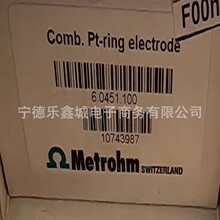 F00h
Comb. Pt-ring electrode
6.0451.100
宁德乐鑫城电子商务有限公司
10743987
Metrohm
SWITZERLAND